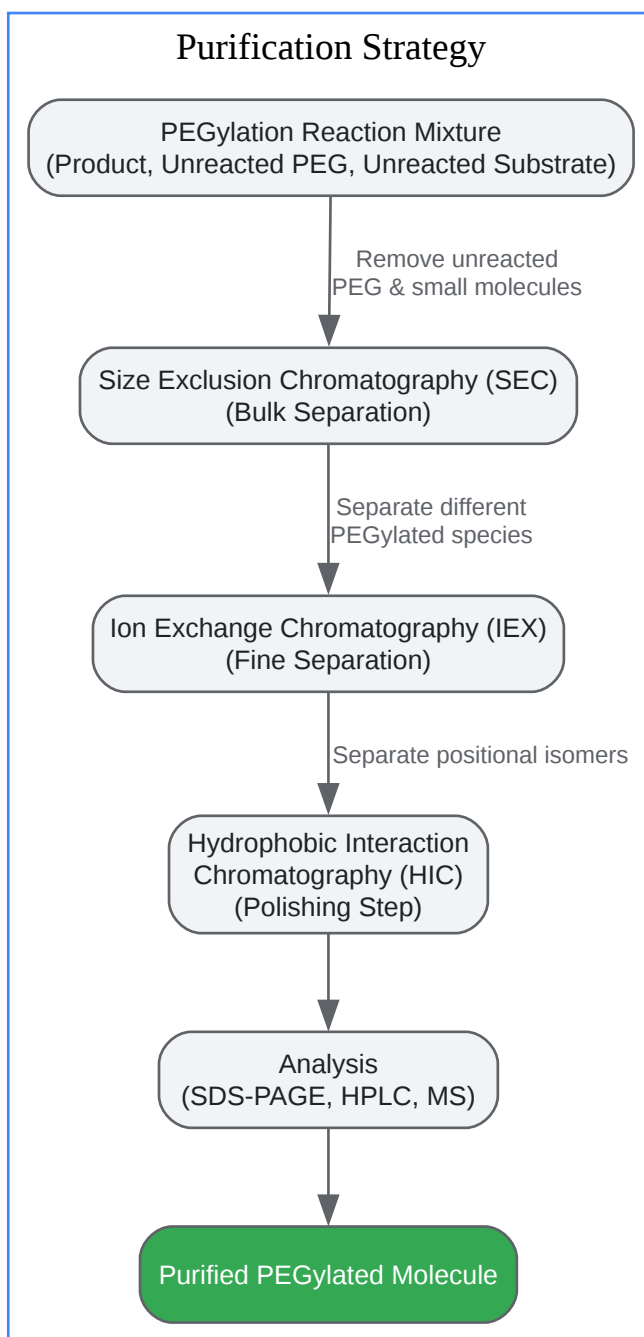 Purification Strategy
PEGylation Reaction Mixture
(Product, Unreacted PEG, Unreacted Substrate)
Remove unreacted
PEG & small molecules
Size Exclusion Chromatography (SEC)
(Bulk Separation)
Separate different
PEGylated species
Ion Exchange Chromatography (IEX)
(Fine Separation)
Separate positional isomers
Hydrophobic Interaction
Chromatography (HIC)
(Polishing Step)
Analysis
(SDS-PAGE, HPLC, MS)
Purified PEGylated Molecule